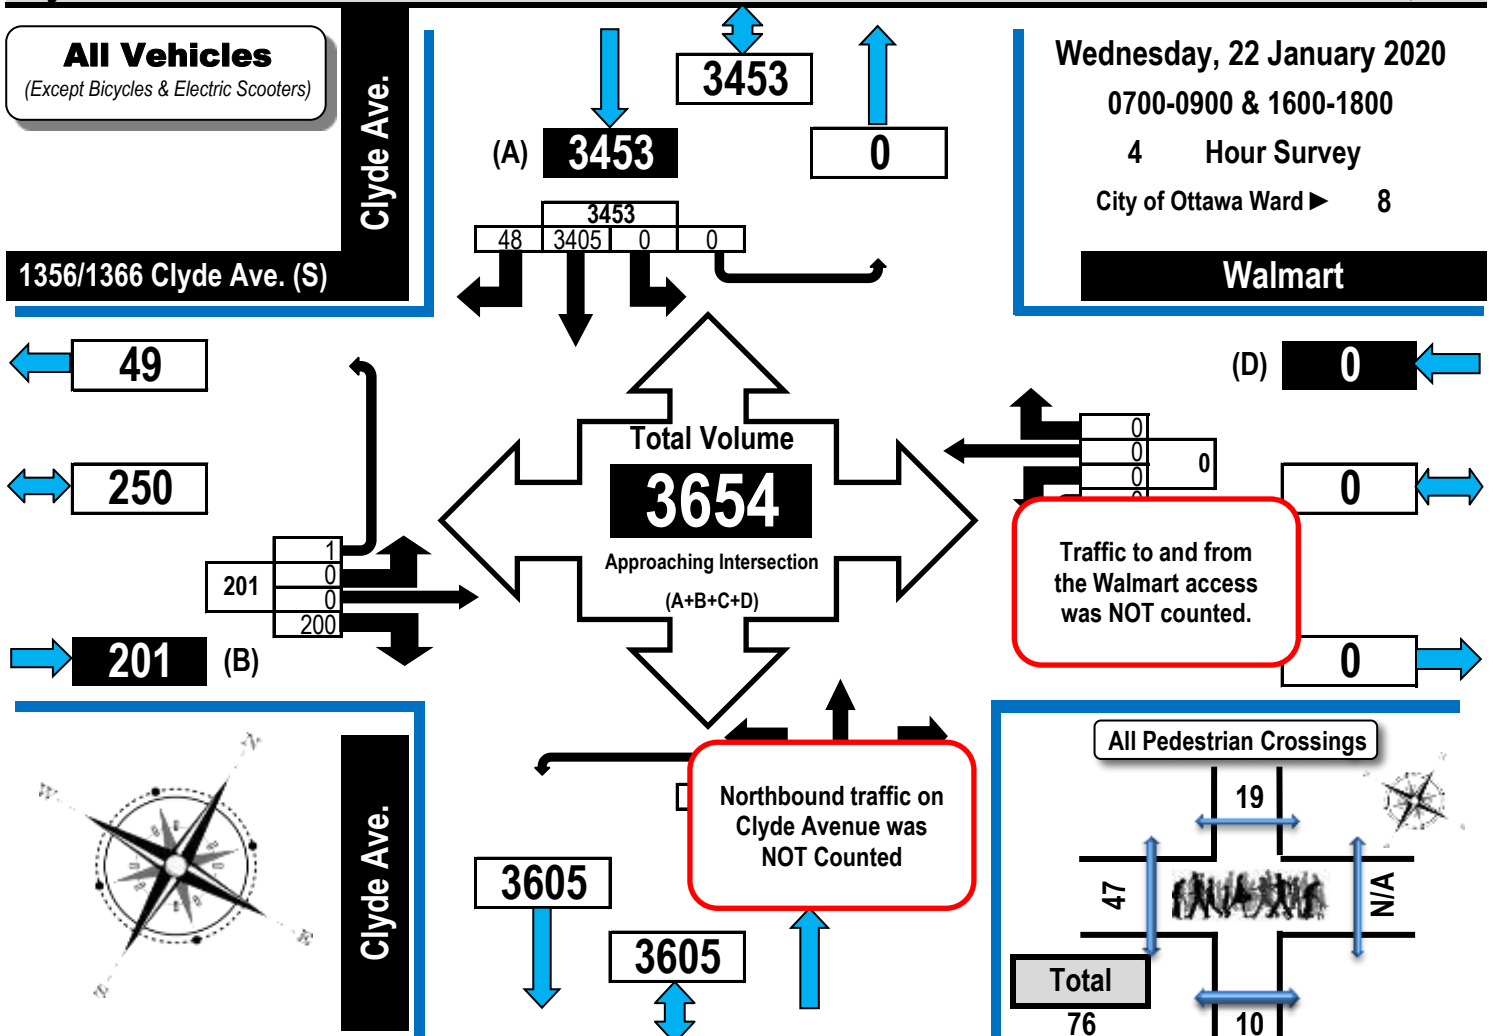 All Vehicles
(Except Bicycles & Electric Scooters)
Clyde Ave.
1356/1366 Clyde Ave. (S)
3453
(A) 3453
0
3453
48 3405 0 0
Wednesday, 22 January 2020
0700-0900 & 1600-1800
4 Hour Survey
City of Ottawa Ward ► 8
Walmart
49
250
1
0
0
200
201
201 (B)
Total Volume
3654
Approaching Intersection
(A+B+C+D)
(D) 0
0
0
0
0
0
0
Traffic to and from
the Walmart access
was NOT counted.
N
W
E
S
Clyde Ave.
Northbound traffic on
Clyde Avenue was
NOT Counted
3605
3605
All Pedestrian Crossings
19
47
N/A
Total
76
10